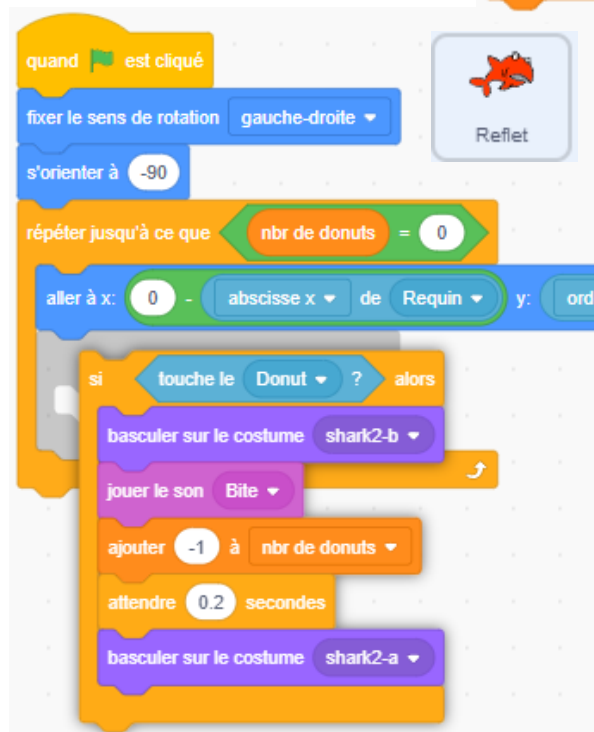 quand est cliqué
Reflet
fixer le sens de rotation gauche-droite
s'orienter à -90
répéter jusqu'à ce que nbr de donuts = 0
aller à x: 0 - abscisse x de Requin y: ord
si touche le Donut ? alors
basculer sur le costume shark2-b
jouer le son Bite
ajouter -1 à nbr de donuts
attendre 0.2 secondes
basculer sur le costume shark2-a